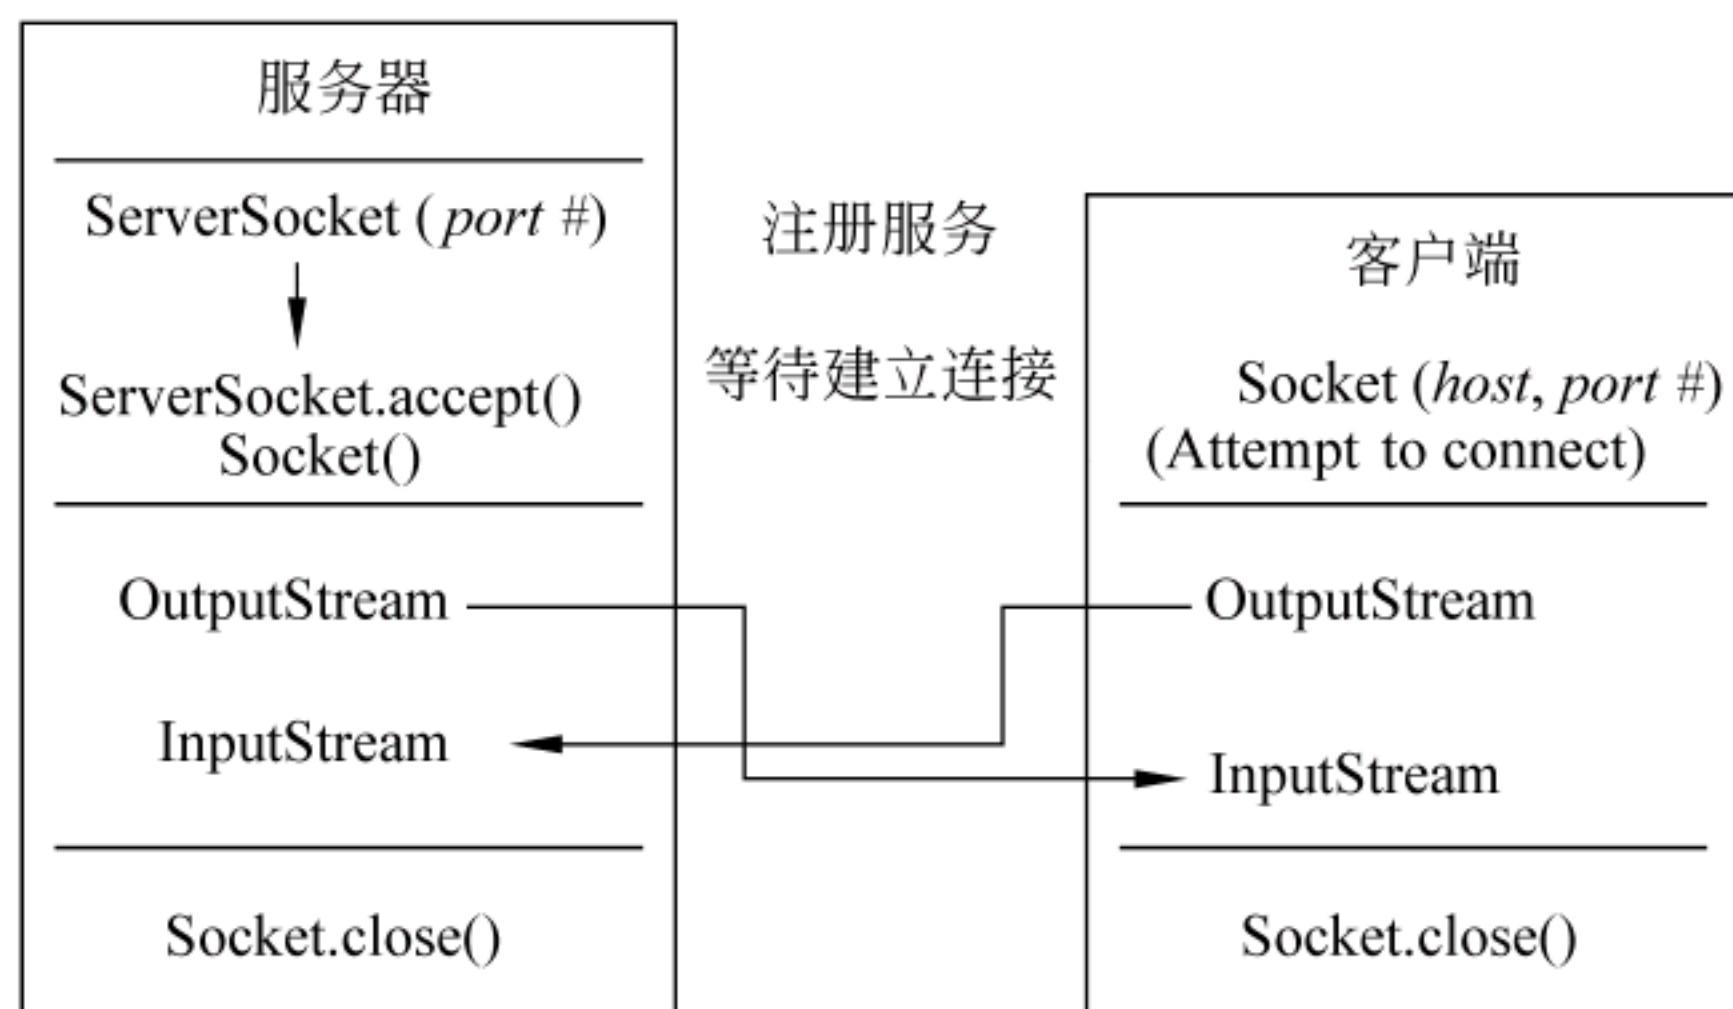 服务器
ServerSocket (port #)
ServerSocket.accept()
Socket()
OutputStream
InputStream
Socket.close()
注册服务
等待建立连接
客户端
Socket (host, port #)
(Attempt to connect)
OutputStream
InputStream
Socket.close()